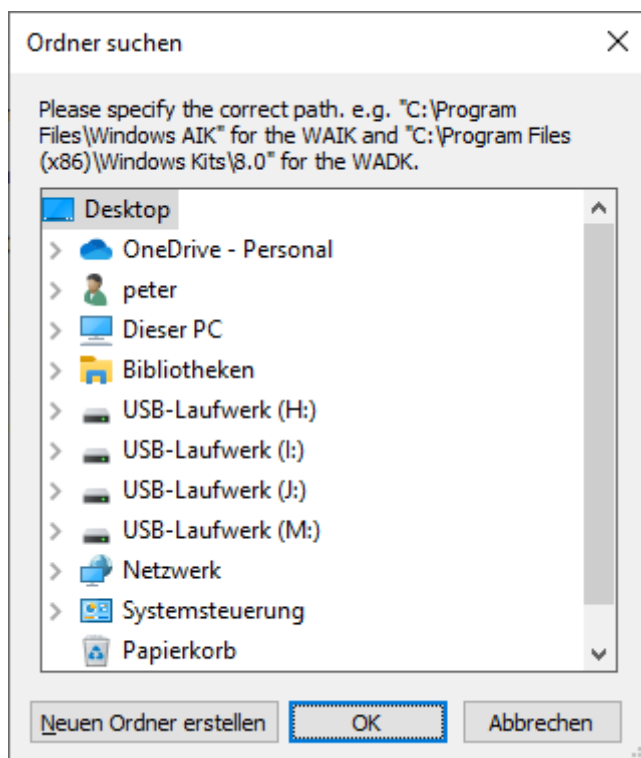 Ordner suchen
Please specify the correct path. e.g. "C:\Program
Files\Windows AIK" for the WAIK and "C:\Program Files
(x86)\Windows Kits\8.0" for the WADK.
Desktop
OneDrive - Personal
peter
Dieser PC
Bibliotheken
USB-Laufwerk (H:)
USB-Laufwerk (I:)
USB-Laufwerk (J:)
USB-Laufwerk (M:)
Netzwerk
Systemsteuerung
Papierkorb
Neuen Ordner erstellen OK Abbrechen